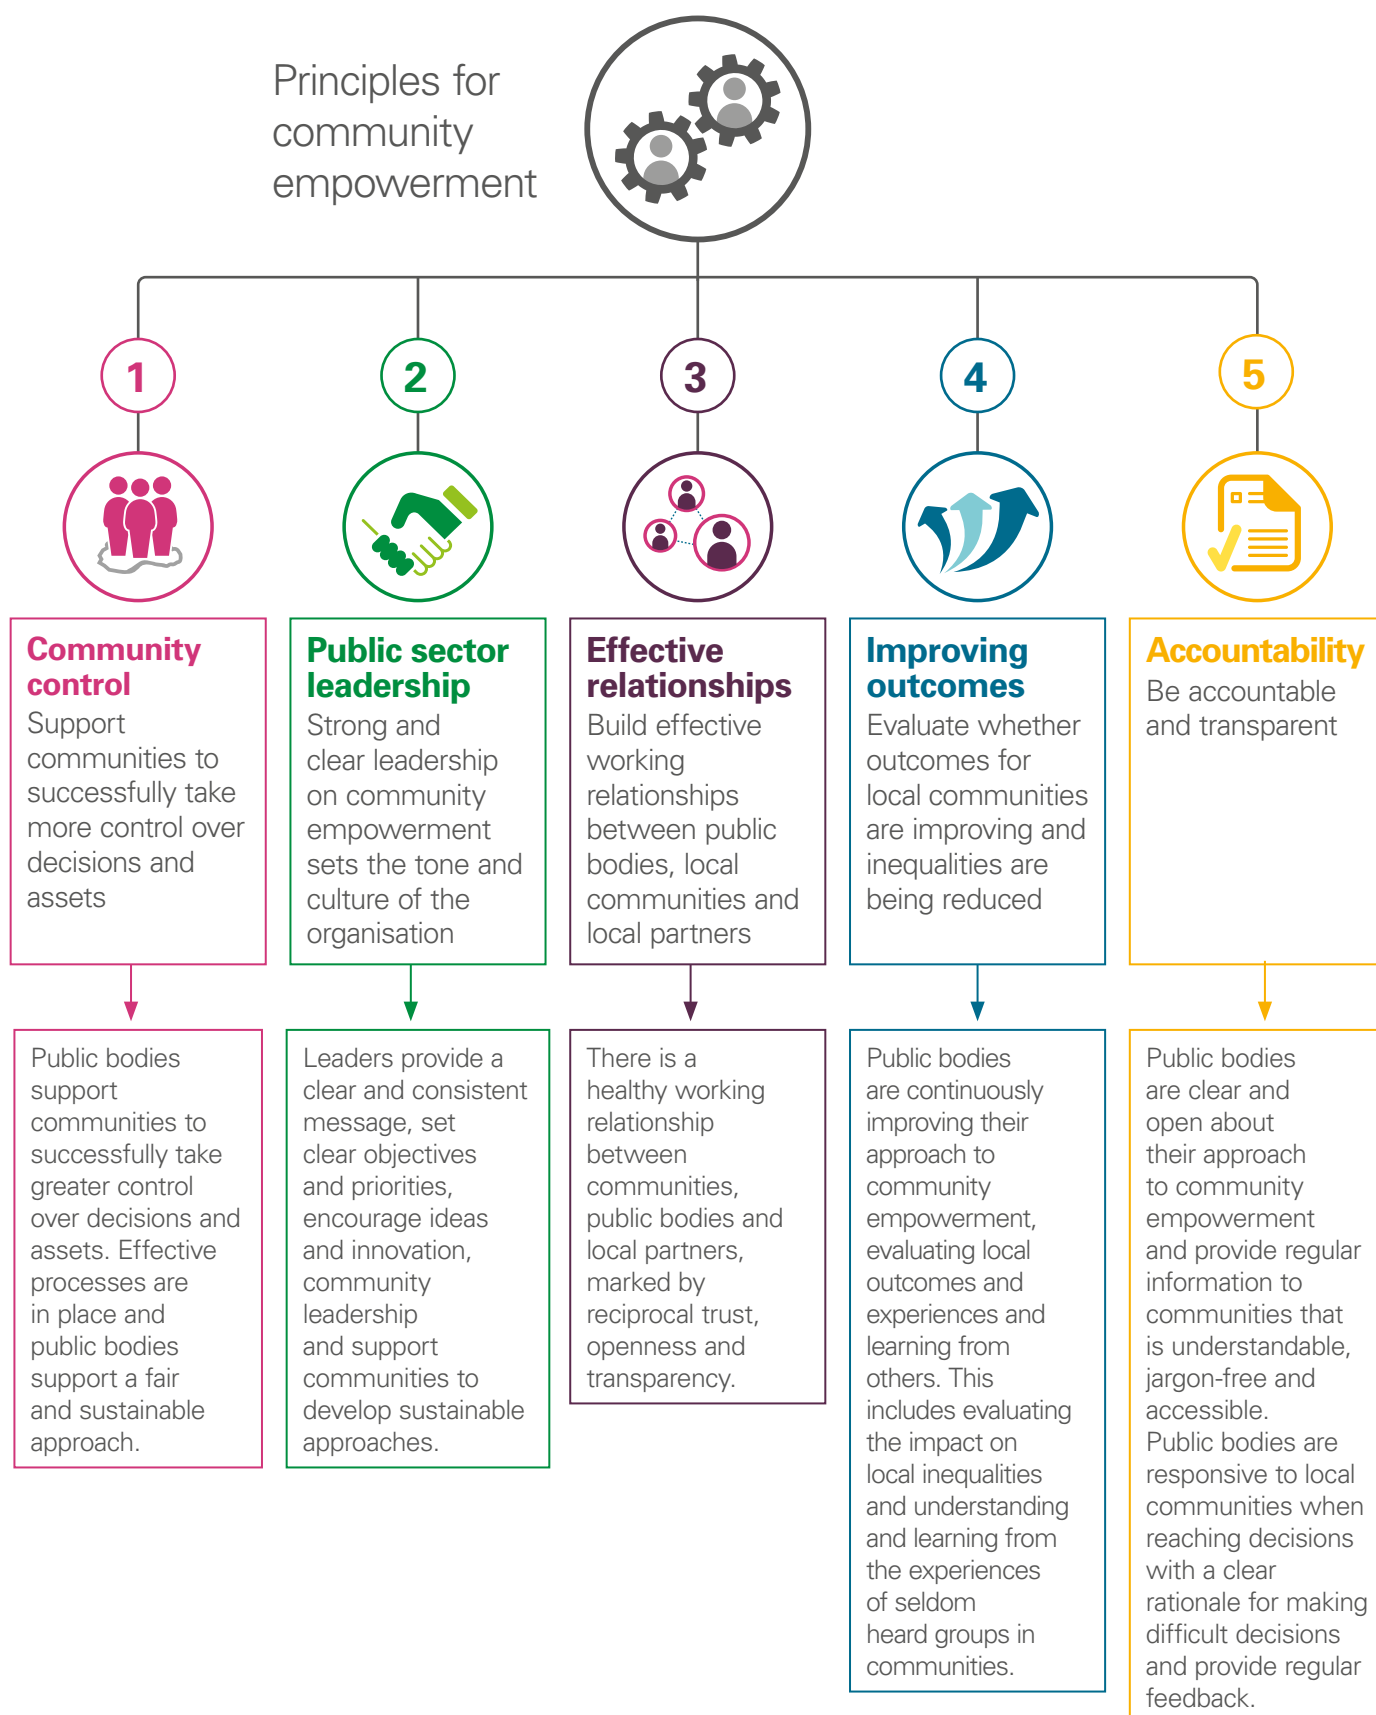 Principles for
community
empowerment
1
2
3
4
5
Community
control
Support
communities to
successfully take
more control over
decisions and
assets
Public sector
leadership
Strong and
clear leadership
on community
empowerment
sets the tone and
culture of the
organisation
Effective
relationships
Build effective
working
relationships
between public
bodies, local
communities and
local partners
Improving
outcomes
Evaluate whether
outcomes for
local communities
are improving and
inequalities are
being reduced
Accountability
Be accountable
and transparent
Public bodies
support
communities to
successfully take
greater control
over decisions and
assets. Effective
processes are
in place and
public bodies
support a fair
and sustainable
approach.
Leaders provide a
clear and consistent
message, set
clear objectives
and priorities,
encourage ideas
and innovation,
community
leadership
and support
communities to
develop sustainable
approaches.
There is a
healthy working
relationship
between
communities,
public bodies and
local partners,
marked by
reciprocal trust,
openness and
transparency.
Public bodies
are continuously
improving their
approach to
community
empowerment,
evaluating local
outcomes and
experiences and
learning from
others. This
includes evaluating
the impact on
local inequalities
and understanding
and learning from
the experiences
of seldom
heard groups in
communities.
Public bodies
are clear and
open about
their approach
to community
empowerment
and provide regular
information to
communities that
is understandable,
jargon-free and
accessible.
Public bodies are
responsive to local
communities when
reaching decisions
with a clear
rationale for making
difficult decisions
and provide regular
feedback.